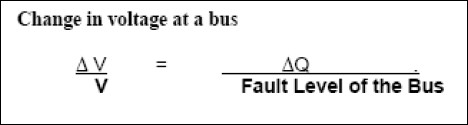 Change in voltage at a bus
Δ V = ΔQ .
V Fault Level of the Bus